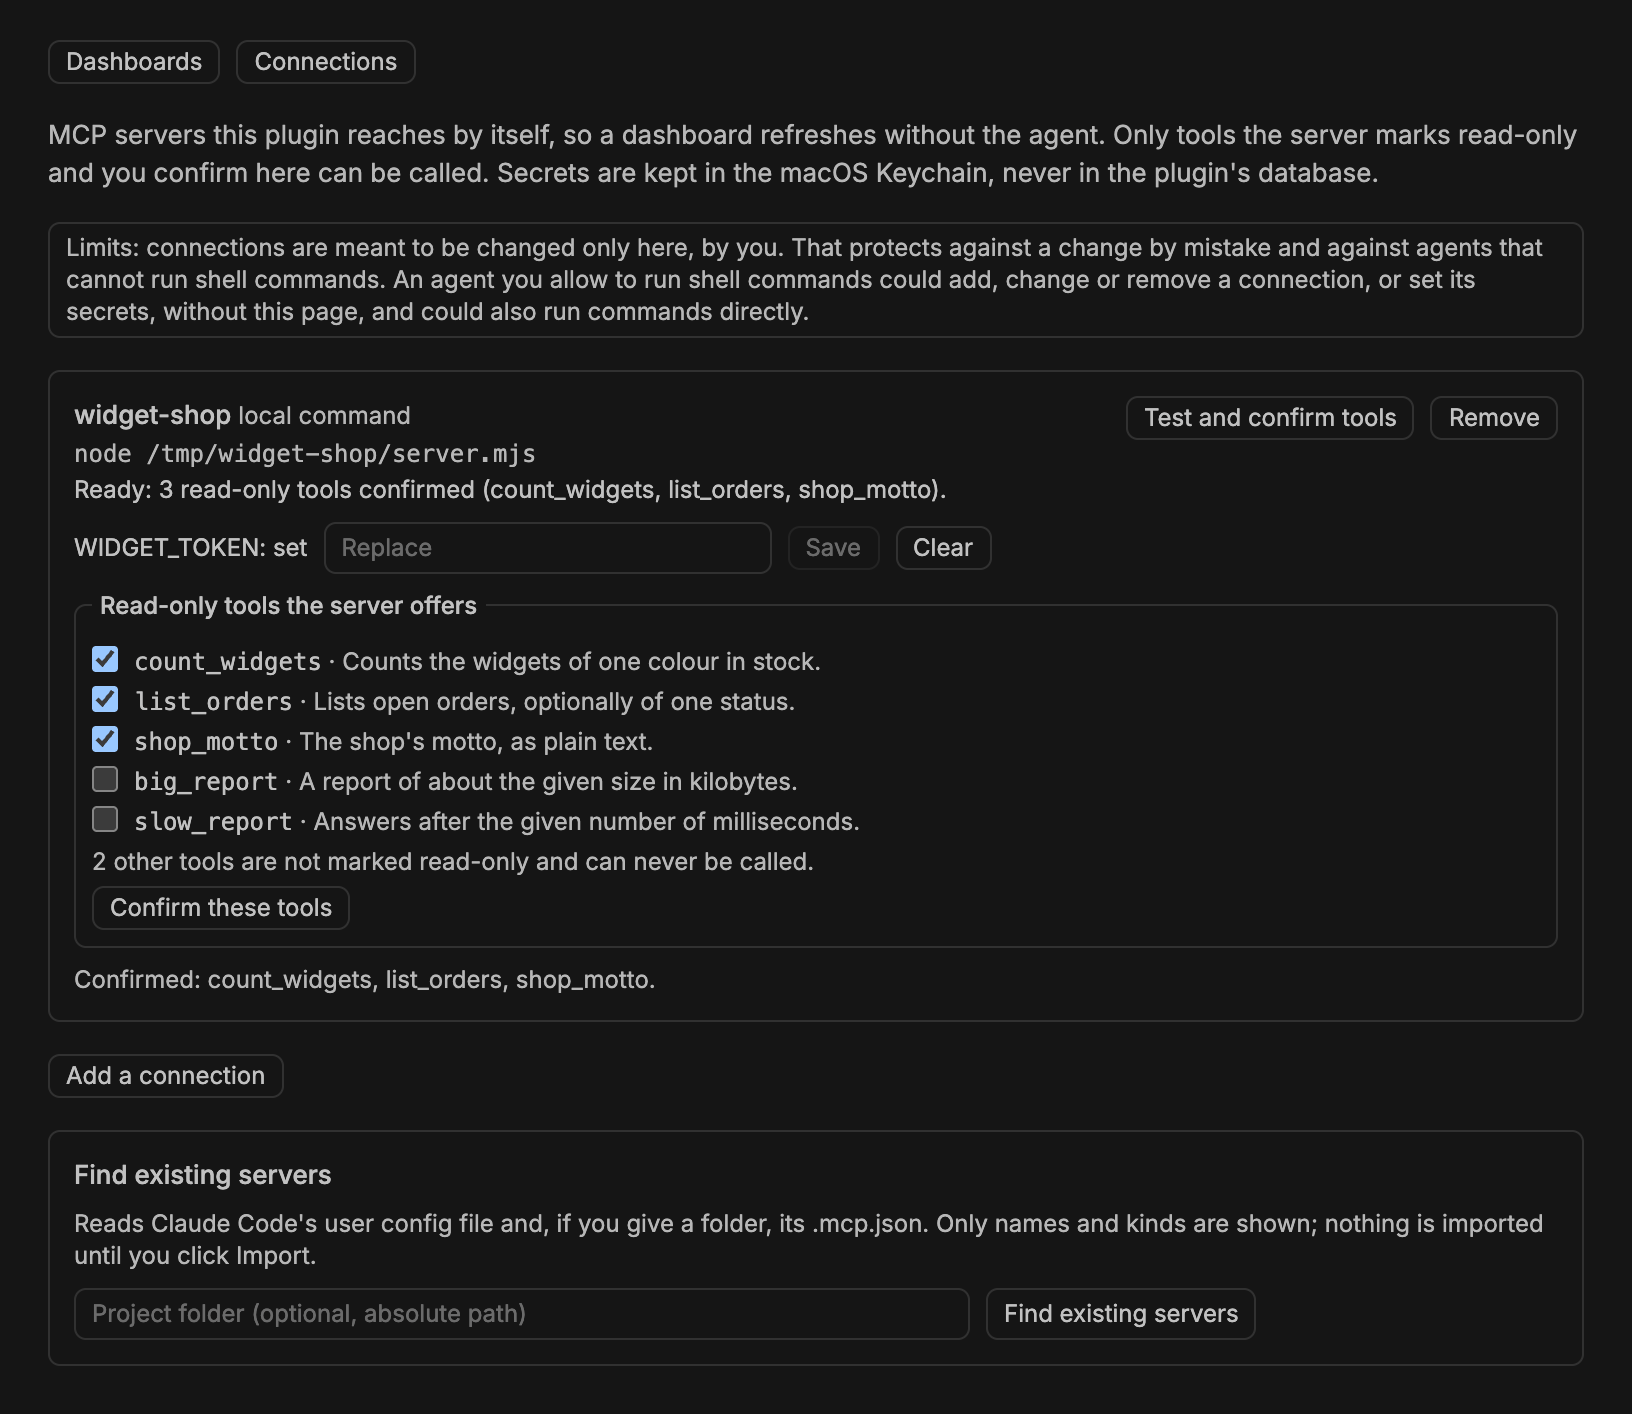 Dashboards
Connections
MCP servers this plugin reaches by itself, so a dashboard refreshes without the agent. Only tools the server marks read-only
and you confirm here can be called. Secrets are kept in the macOS Keychain, never in the plugin's database.
Limits: connections are meant to be changed only here, by you. That protects against a change by mistake and against agents that
cannot run shell commands. An agent you allow to run shell commands could add, change or remove a connection, or set its
secrets, without this page, and could also run commands directly.
widget-shop local command
Test and confirm tools
Remove
node /tmp/widget-shop/server.mjs
Ready: 3 read-only tools confirmed (count_widgets, list_orders, shop_motto).
WIDGET_TOKEN: set
Replace
Save
Clear
Read-only tools the server offers
count_widgets · Counts the widgets of one colour in stock.
list_orders · Lists open orders, optionally of one status.
shop_motto · The shop's motto, as plain text.
big_report · A report of about the given size in kilobytes.
slow_report · Answers after the given number of milliseconds.
2 other tools are not marked read-only and can never be called.
Confirm these tools
Confirmed: count_widgets, list_orders, shop_motto.
Add a connection
Find existing servers
Reads Claude Code's user config file and, if you give a folder, its .mcp.json. Only names and kinds are shown; nothing is imported
until you click Import.
Project folder (optional, absolute path)
Find existing servers